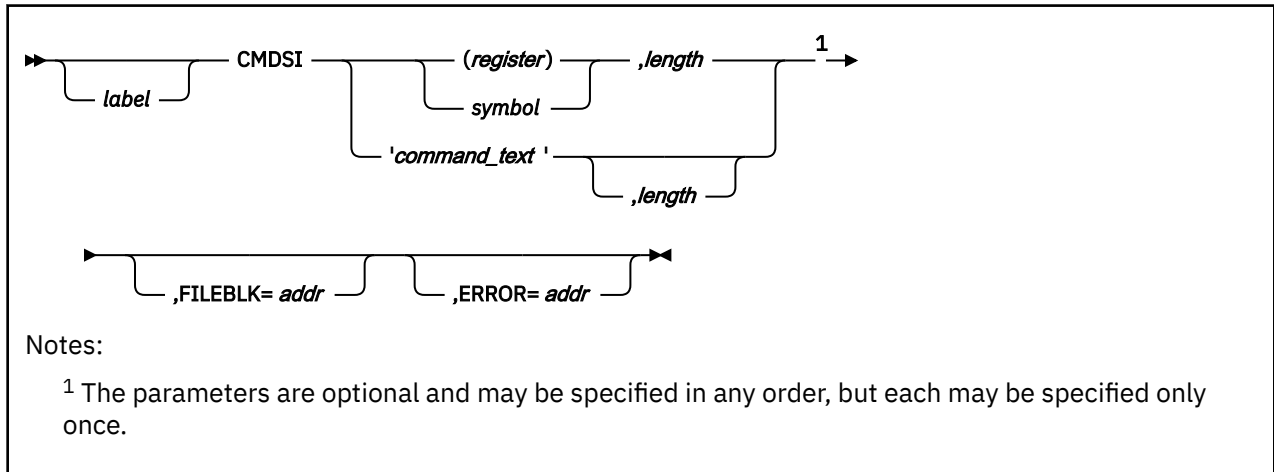 1
CMDSI (register) ,length
label symbol
'command_text '
,length
,FILEBLK= addr ,ERROR= addr
Notes:
1 The parameters are optional and may be specified in any order, but each may be specified only
once.